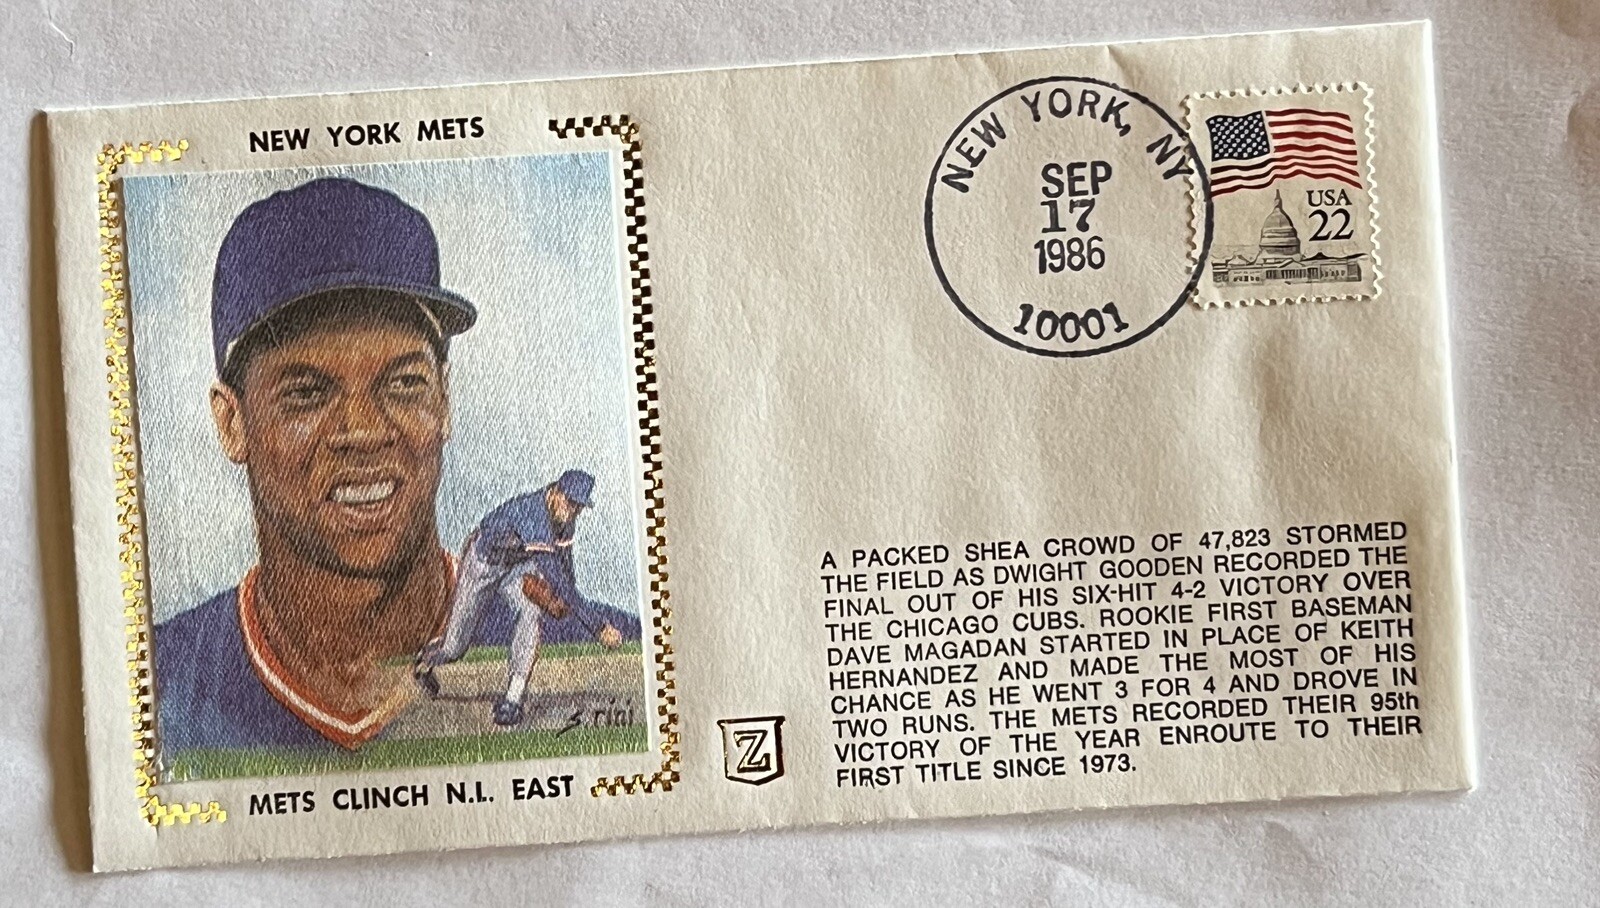 NEW YORK METS
METS CLINCH N.L. EAST
Z
NEW YORK, NY
SEP
17
1986
10001
USA
22
A PACKED SHEA CROWD OF 47,823 STORMED
THE FIELD AS DWIGHT GOODEN RECORDED THE
FINAL OUT OF HIS SIX-HIT 4-2 VICTORY OVER
THE CHICAGO CUBS. ROOKIE FIRST BASEMAN
DAVE MAGADAN STARTED IN PLACE OF KEITH
HERNANDEZ AND MADE THE MOST OF HIS
CHANCE AS HE WENT 3 FOR 4 AND DROVE IN
TWO RUNS. THE METS RECORDED THEIR 95th
VICTORY OF THE YEAR ENROUTE TO THEIR
FIRST TITLE SINCE 1973.